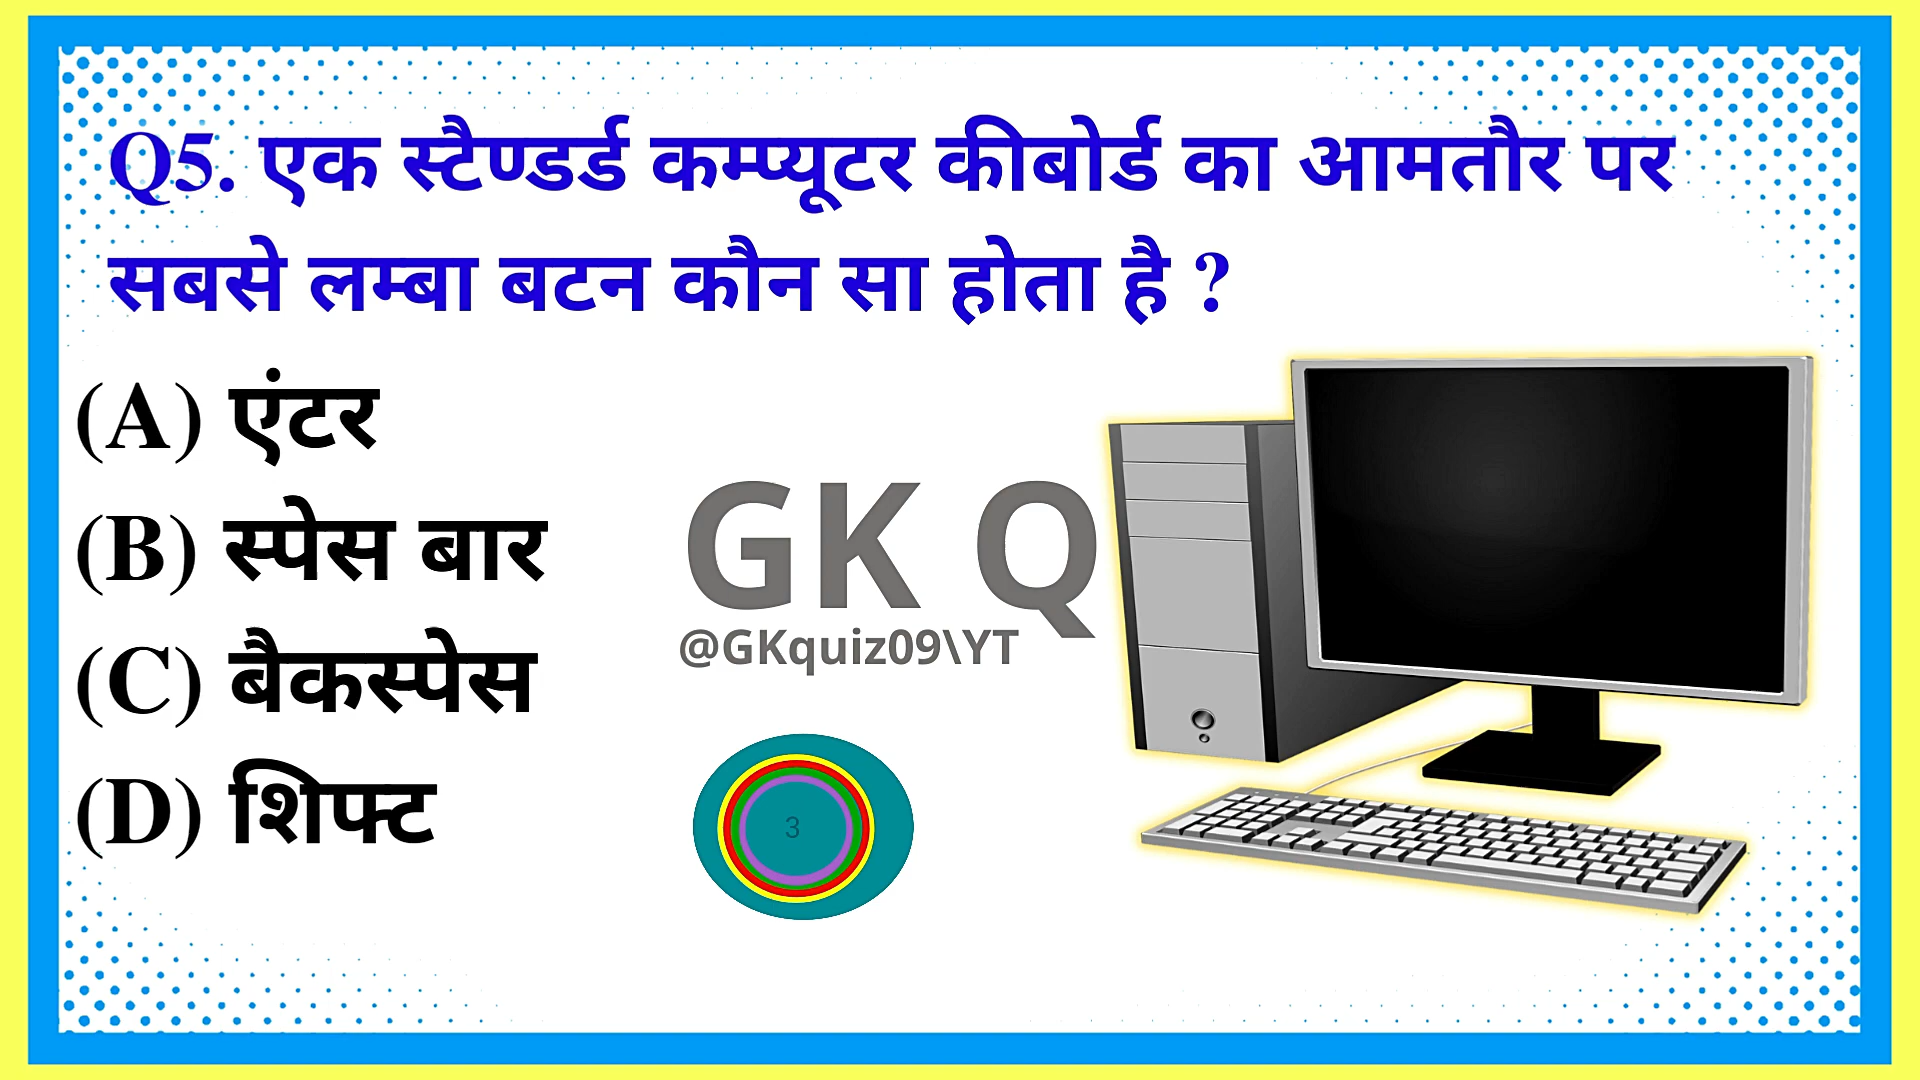 Q5. एक स्टैण्डर्ड कम्प्यूटर कीबोर्ड का आमतौर पर
सबसे लम्बा बटन कौन सा होता है ?
(A) एंटर
(B) स्पेस बार
(C) बैकस्पेस
(D) शिफ्ट
GK Q
@GKquiz09\YT
3